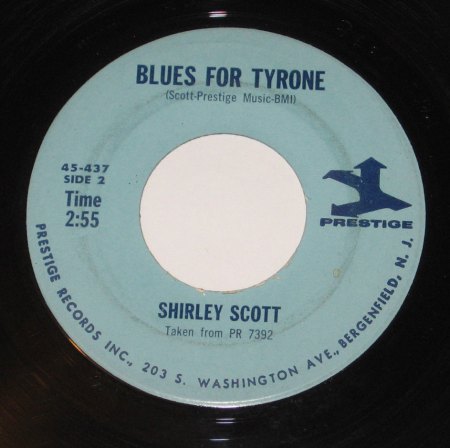 BLUES FOR TYRONE
(Scott-Prestige Music-BMI)
45-437
SIDE 2
Time
2:55
PRESTIGE
SHIRLEY SCOTT
Taken from PR 7392
PRESTIGE RECORDS INC., 203 S. WASHINGTON AVE., BERGENFIELD, N. J.